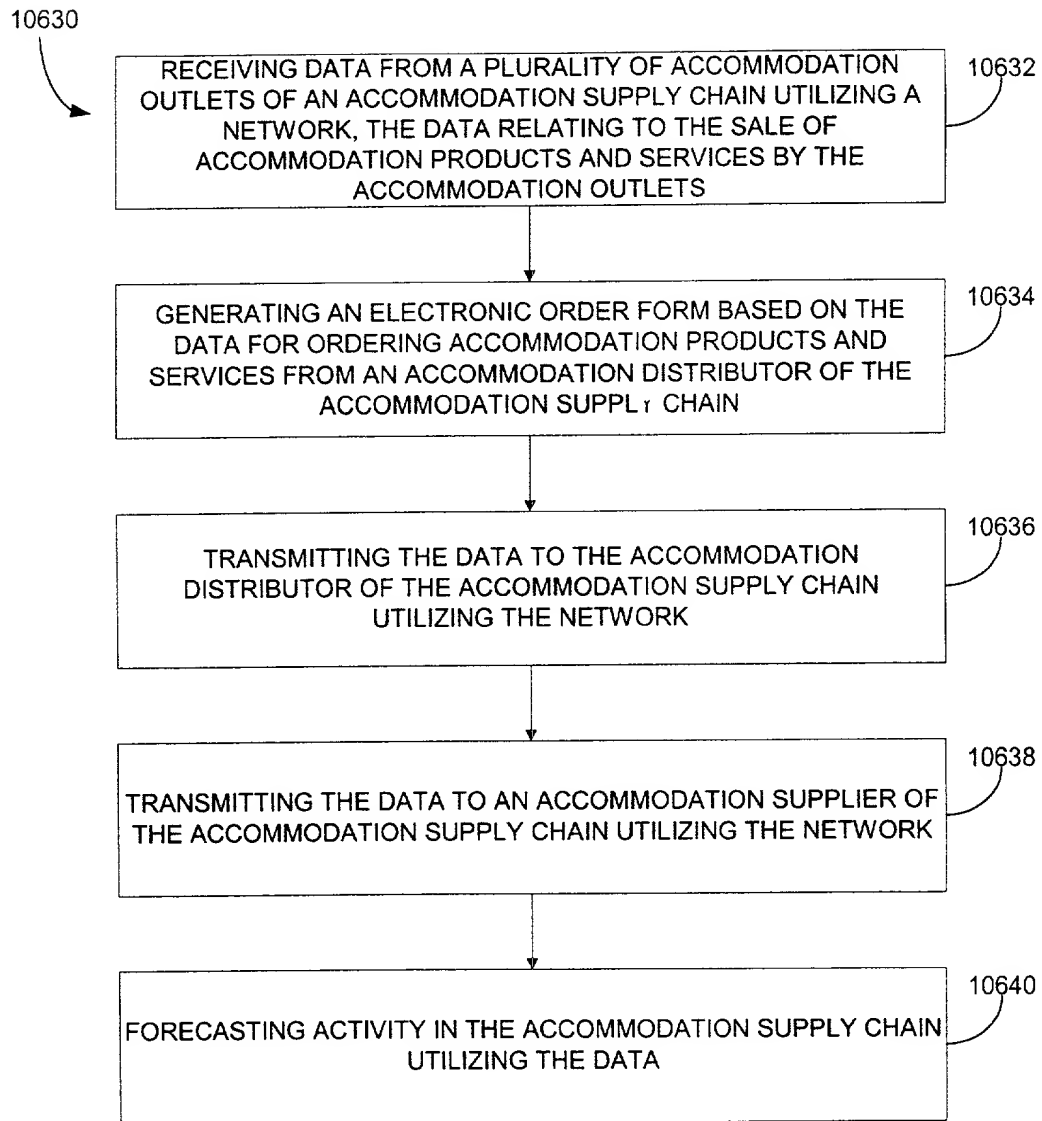 10630
RECEIVING DATA FROM A PLURALITY OF ACCOMMODATION
OUTLETS OF AN ACCOMMODATION SUPPLY CHAIN UTILIZING A
NETWORK, THE DATA RELATING TO THE SALE OF
ACCOMMODATION PRODUCTS AND SERVICES BY THE
ACCOMMODATION OUTLETS
10632
GENERATING AN ELECTRONIC ORDER FORM BASED ON THE
DATA FOR ORDERING ACCOMMODATION PRODUCTS AND
SERVICES FROM AN ACCOMMODATION DISTRIBUTOR OF THE
ACCOMMODATION SUPPLY CHAIN
10634
TRANSMITTING THE DATA TO THE ACCOMMODATION
DISTRIBUTOR OF THE ACCOMMODATION SUPPLY CHAIN
UTILIZING THE NETWORK
10636
TRANSMITTING THE DATA TO AN ACCOMMODATION SUPPLIER OF
THE ACCOMMODATION SUPPLY CHAIN UTILIZING THE NETWORK
10638
FORECASTING ACTIVITY IN THE ACCOMMODATION SUPPLY CHAIN
UTILIZING THE DATA
10640